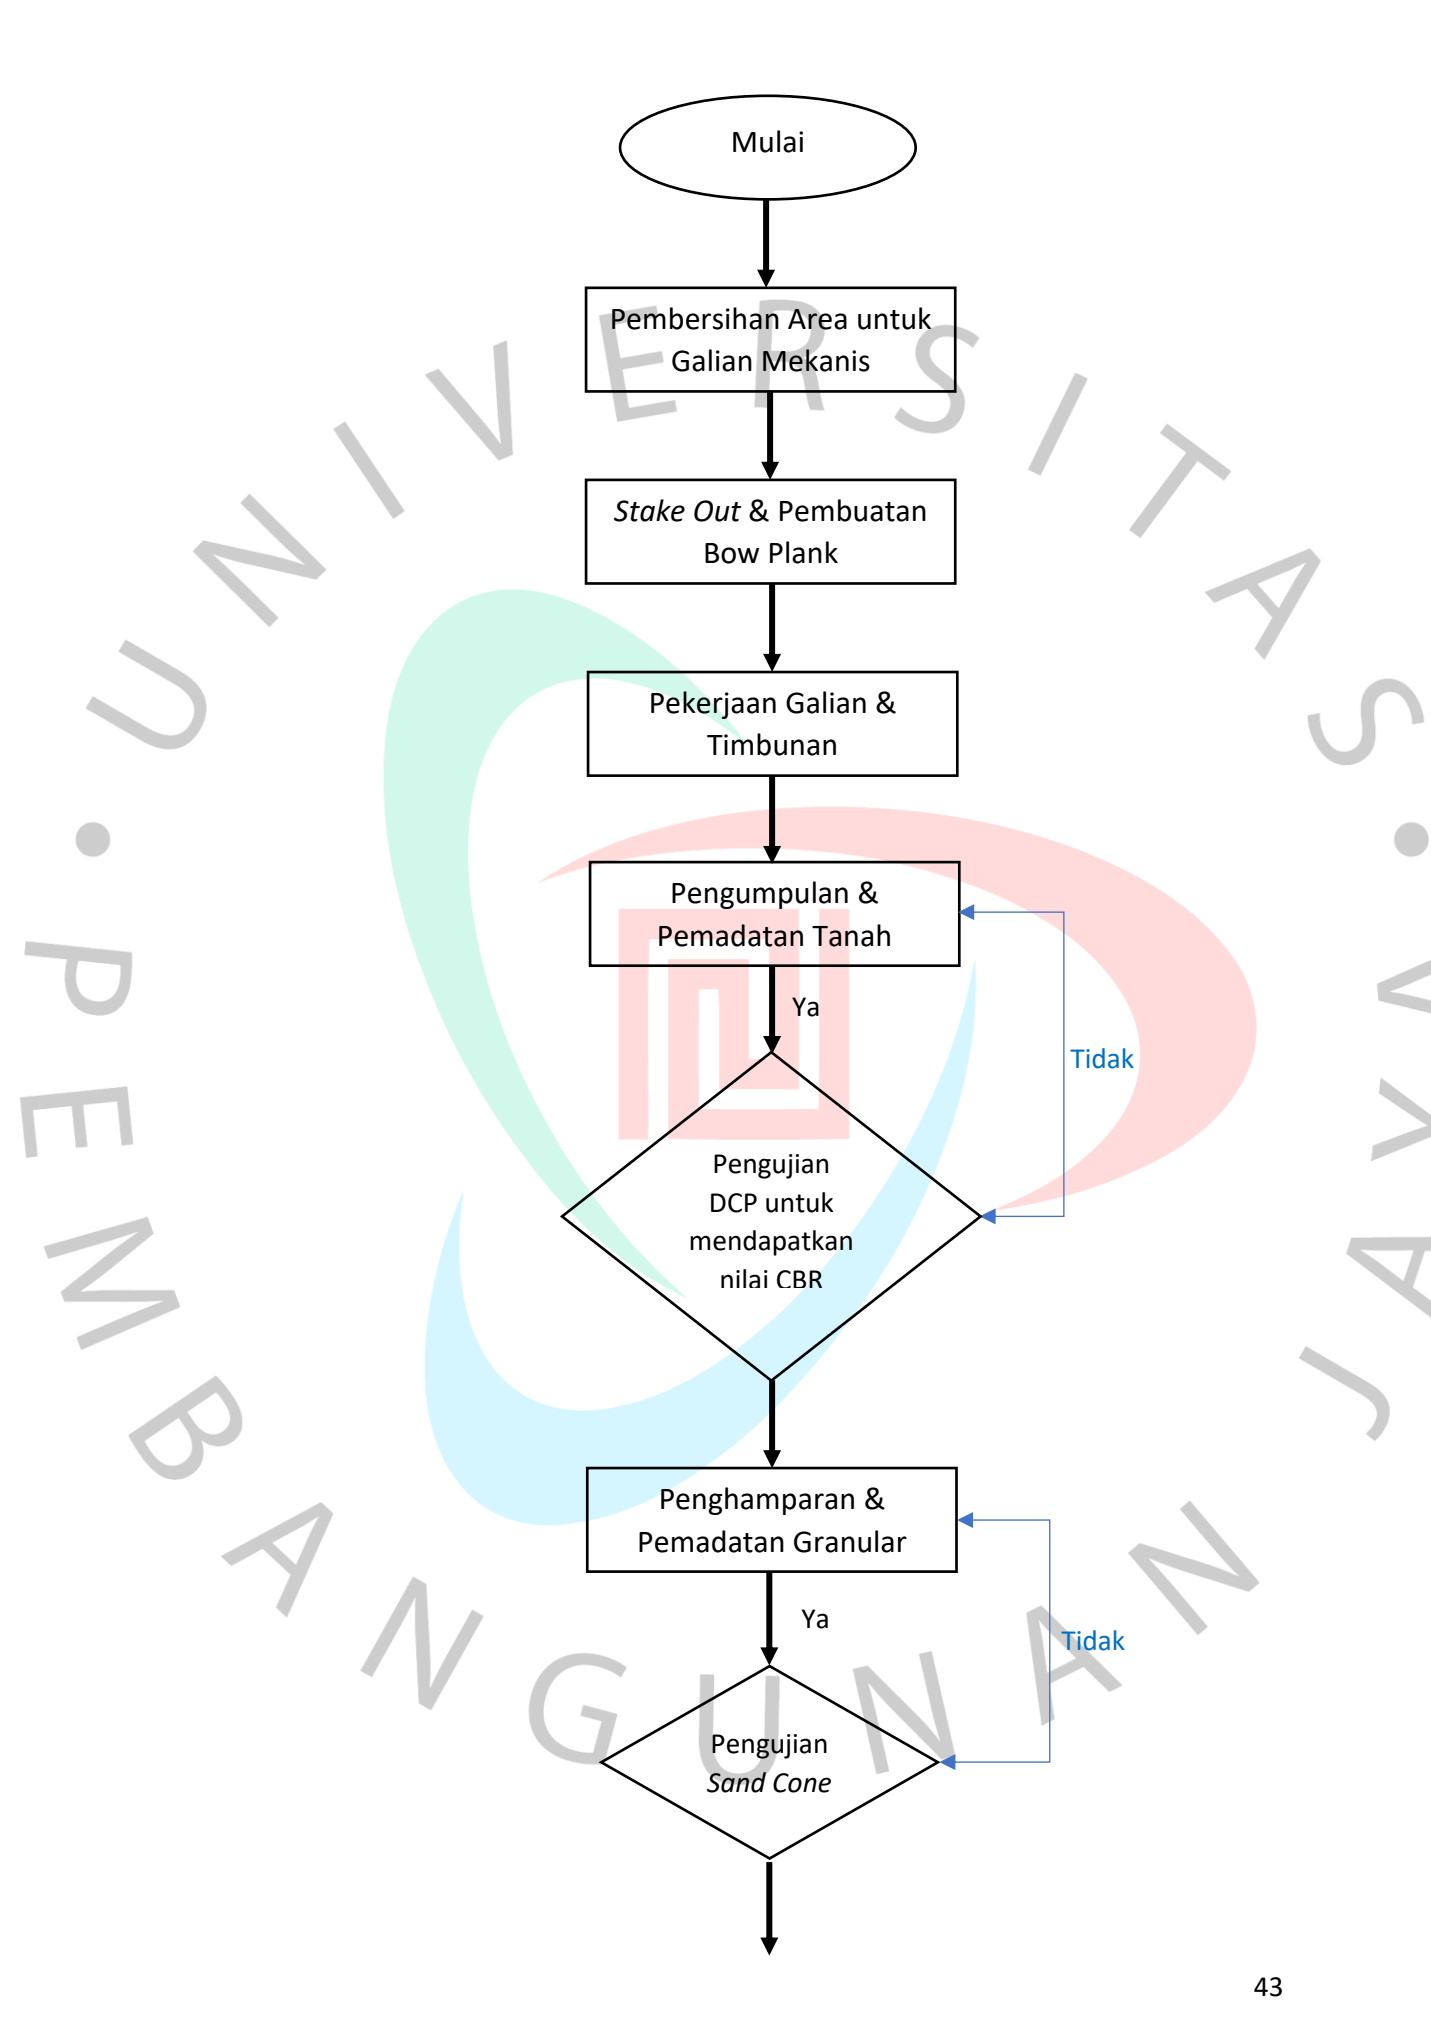 Mulai
Pembersihan Area untuk
Galian Mekanis
Stake Out & Pembuatan
Bow Plank
Pekerjaan Galian &
Timbunan
Pengumpulan &
Pemadatan Tanah
Ya
Tidak
Pengujian
DCP untuk
mendapatkan
nilai CBR
Penghamparan &
Pemadatan Granular
Ya
Tidak
Pengujian
Sand Cone
43
UNIVERSITAS
PEMBANGUNAN JAYA